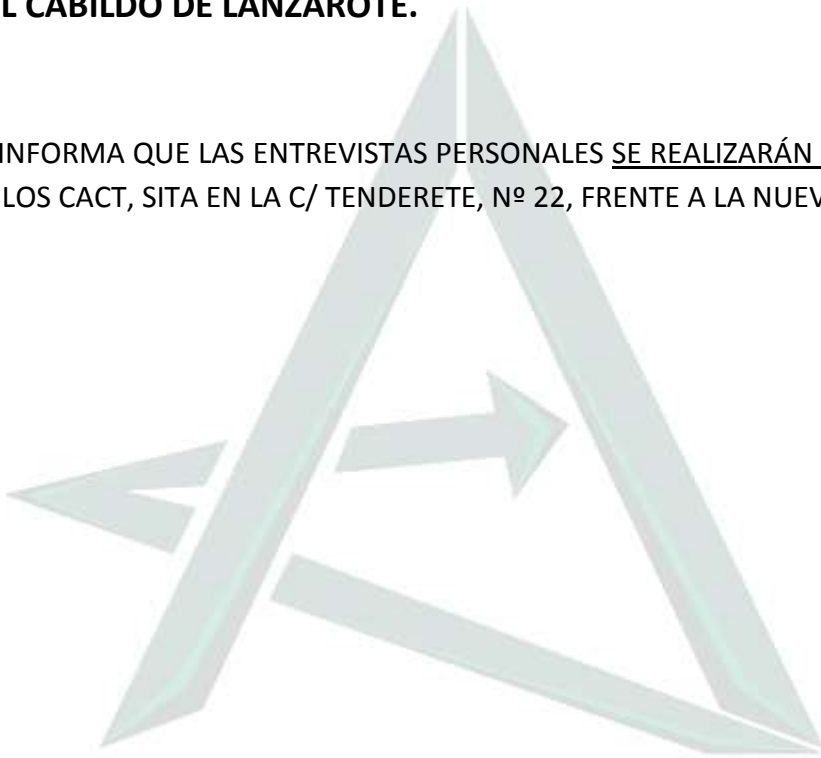 L CABILDO DE LANZAROTE.
INFORMA QUE LAS ENTREVISTAS PERSONALES SE REALIZARÁN
LOS CACT, SITA EN LA C/ TENDERETE, Nº 22, FRENTE A LA NUEV